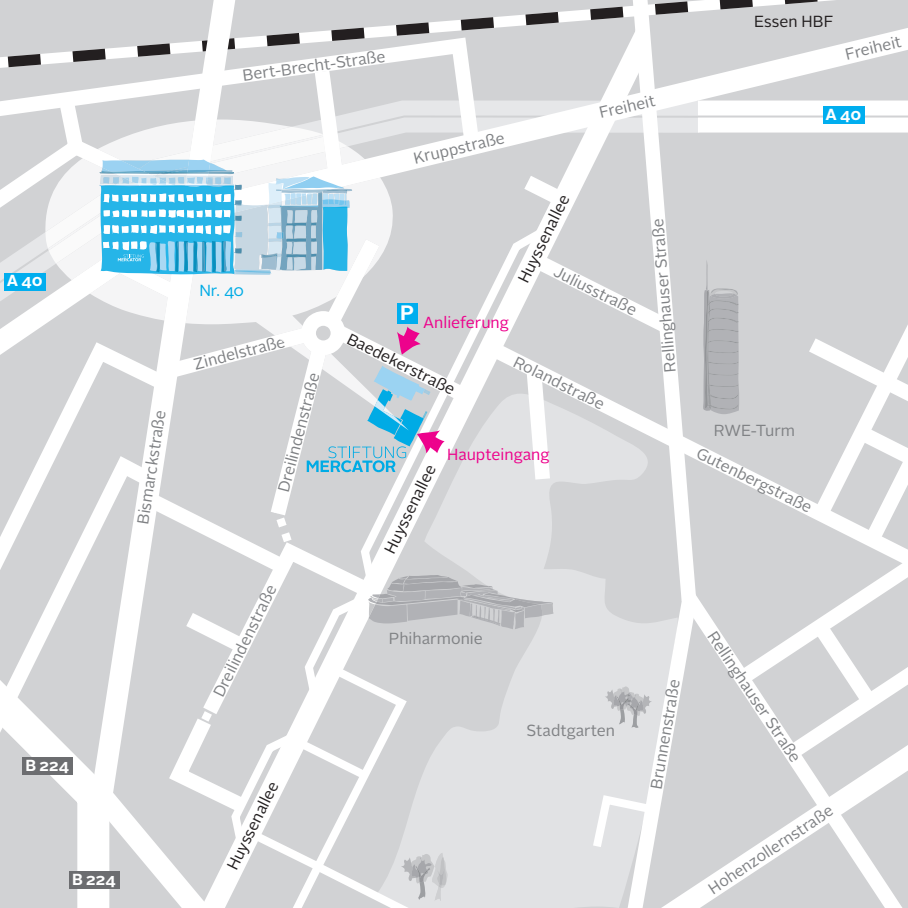 Essen HBF
Freiheit
Bert-Brecht-Straße
Freiheit
A 40
Kruppstraße
Huyssenallee
Rellinghauser Straße
STIFTUNG
MERCATOR
A 40
Nr. 40
Juliusstraße
P
Anlieferung
Zindelstraße
Baedekerstraße
Rolandstraße
Dreilindenstraße
RWE-Turm
Bismarckstraße
STIFTUNG
MERCATOR
Haupteingang
Gutenbergstraße
Huyssenallee
Phiharmonie
Dreilindenstraße
Rellinghauser Straße
Stadtgarten
Brunnenstraße
B 224
Huyssenallee
Hohenzollernstraße
B 224